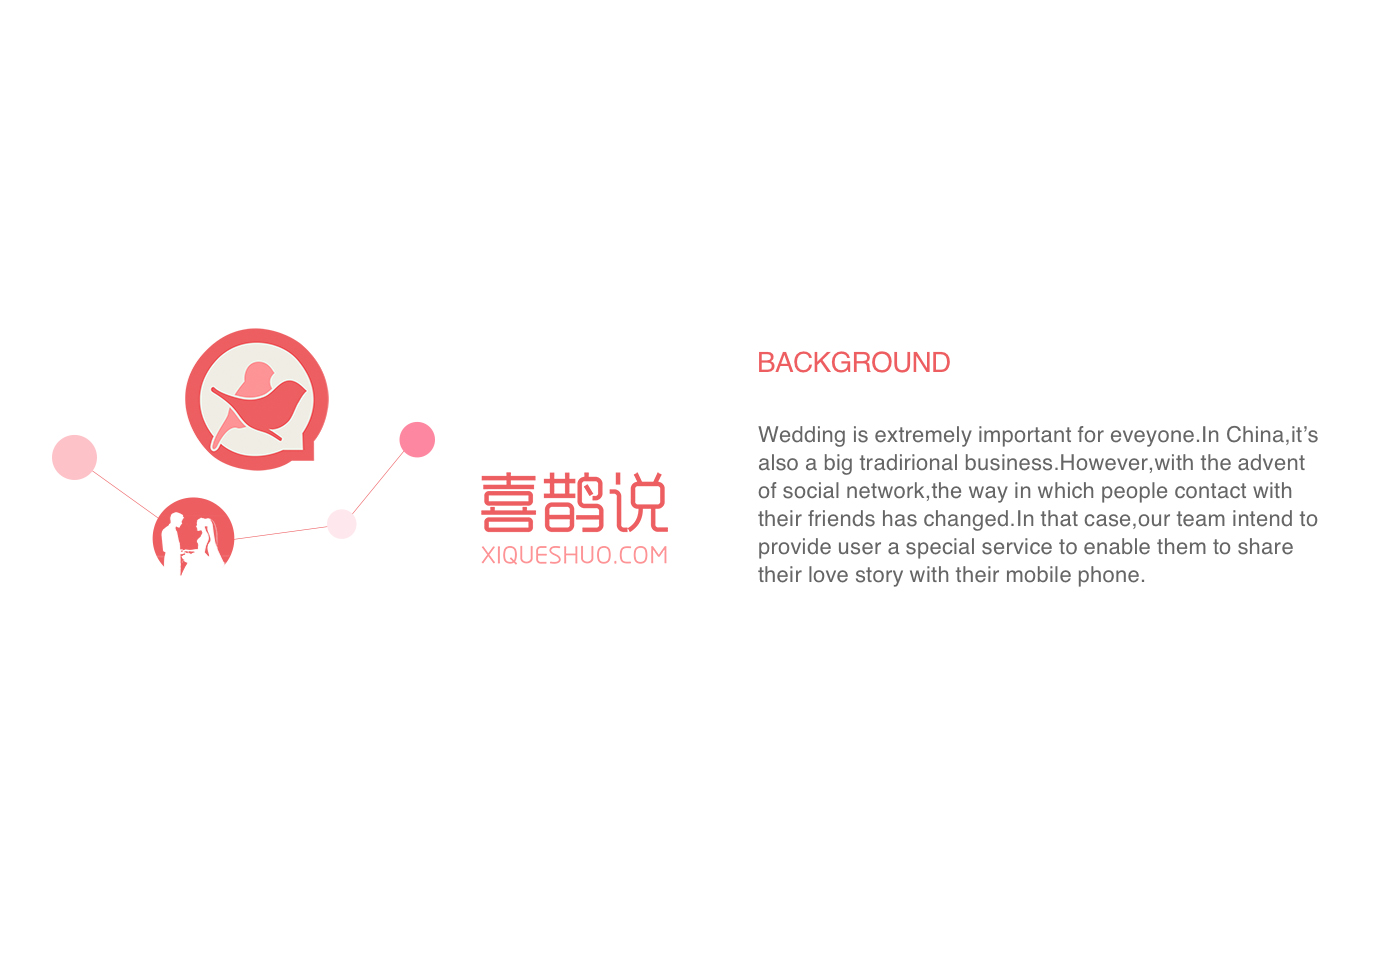 喜鹊说
XIQUESHUO.COM
BACKGROUND
Wedding is extremely important for eveyone.In China,it's
also a big tradirional business.However,with the advent
of social network,the way in which people contact with
their friends has changed.In that case,our team intend to
provide user a special service to enable them to share
their love story with their mobile phone.